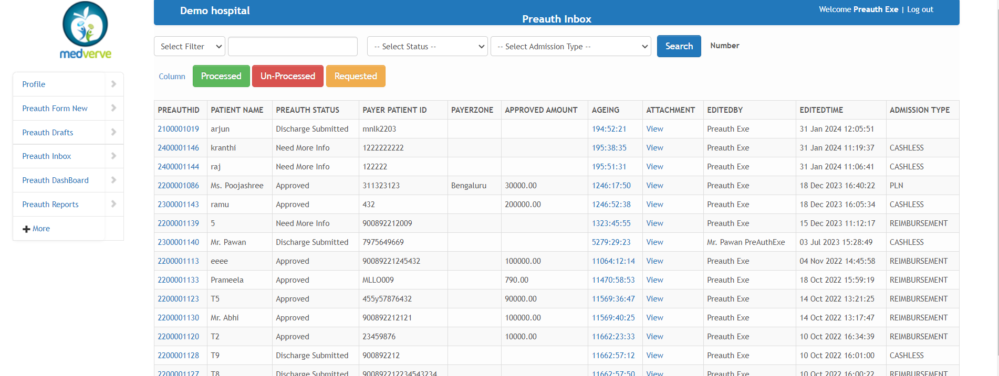 Demo hospital
Welcome Preauth Exe | Log out
Preauth Inbox
medverve
Select Filter -- Select Status -- -- Select Admission Type -- Search Number
Column Processed Un-Processed Requested
Profile
Preauth Form New
Preauth Drafts
Preauth Inbox
Preauth DashBoard
Preauth Reports
More
PREAUTHID PATIENT NAME PREAUTH STATUS PAYER PATIENT ID PAYERZONE APPROVED AMOUNT AGEING ATTACHMENT EDITEDBY EDITEDTIME ADMISSION TYPE
2100001019 arjun Discharge Submitted mnlk2203 194:52:21 View Preauth Exe 31 Jan 2024 12:05:51
2400001146 kranthi Need More Info 1222222222 195:38:35 View Preauth Exe 31 Jan 2024 11:19:37 CASHLESS
2400001144 raj Need More Info 122222 195:51:31 View Preauth Exe 31 Jan 2024 11:06:41 CASHLESS
2200001086 Ms. Poojashree Approved 311323123 Bengaluru 30000.00 1246:17:50 View Preauth Exe 18 Dec 2023 16:40:22 PLN
2300001143 ramu Approved 432 200000.00 1246:52:38 View Preauth Exe 18 Dec 2023 16:05:34 CASHLESS
2200001139 5 Need More Info 900892212009 1323:45:55 View Preauth Exe 15 Dec 2023 11:12:17 REIMBURSEMENT
2300001140 Mr. Pawan Discharge Submitted 7975649669 5279:29:23 View Mr. Pawan PreAuthExe 03 Jul 2023 15:28:49 CASHLESS
2200001113 eeee Approved 90089221245432 100000.00 11064:12:14 View Preauth Exe 04 Nov 2022 14:45:58 REIMBURSEMENT
2200001133 Prameela Approved MLLO009 790.00 11470:58:53 View Preauth Exe 18 Oct 2022 15:59:19 REIMBURSEMENT
2200001123 T5 Approved 455y57876432 90000.00 11569:36:47 View Preauth Exe 14 Oct 2022 13:21:25 REIMBURSEMENT
2200001130 Mr. Abhi Approved 900892212121 100000.00 11569:40:25 View Preauth Exe 14 Oct 2022 13:17:47 REIMBURSEMENT
2200001120 T2 Approved 23459876 10000.00 11662:23:33 View Preauth Exe 10 Oct 2022 16:34:39 REIMBURSEMENT
2200001128 T9 Discharge Submitted 900892212 11662:57:12 View Preauth Exe 10 Oct 2022 16:01:00 CASHLESS
2200001127 T8 Discharge Submitted 900892212234543234 11662:57:50 View Preauth Exe 10 Oct 2022 16:00:22 REIMBURSEMENT